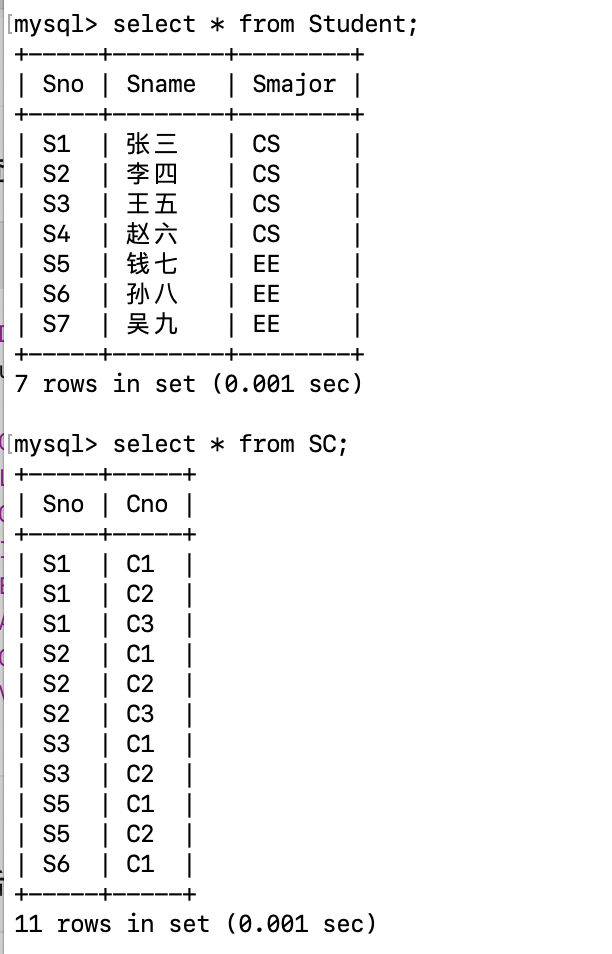 [mysql> select * from Student;
+-----+--------+--------+
| Sno | Sname  | Smajor |
+-----+--------+--------+
| S1  | 张三   | CS     |
| S2  | 李四   | CS     |
| S3  | 王五   | CS     |
| S4  | 赵六   | CS     |
| S5  | 钱七   | EE     |
| S6  | 孙八   | EE     |
| S7  | 吴九   | EE     |
+-----+--------+--------+
7 rows in set (0.001 sec)
[mysql> select * from SC;
+-----+-----+
| Sno | Cno |
+-----+-----+
| S1  | C1  |
| S1  | C2  |
| S1  | C3  |
| S2  | C1  |
| S2  | C2  |
| S2  | C3  |
| S3  | C1  |
| S3  | C2  |
| S5  | C1  |
| S5  | C2  |
| S6  | C1  |
+-----+-----+
11 rows in set (0.001 sec)